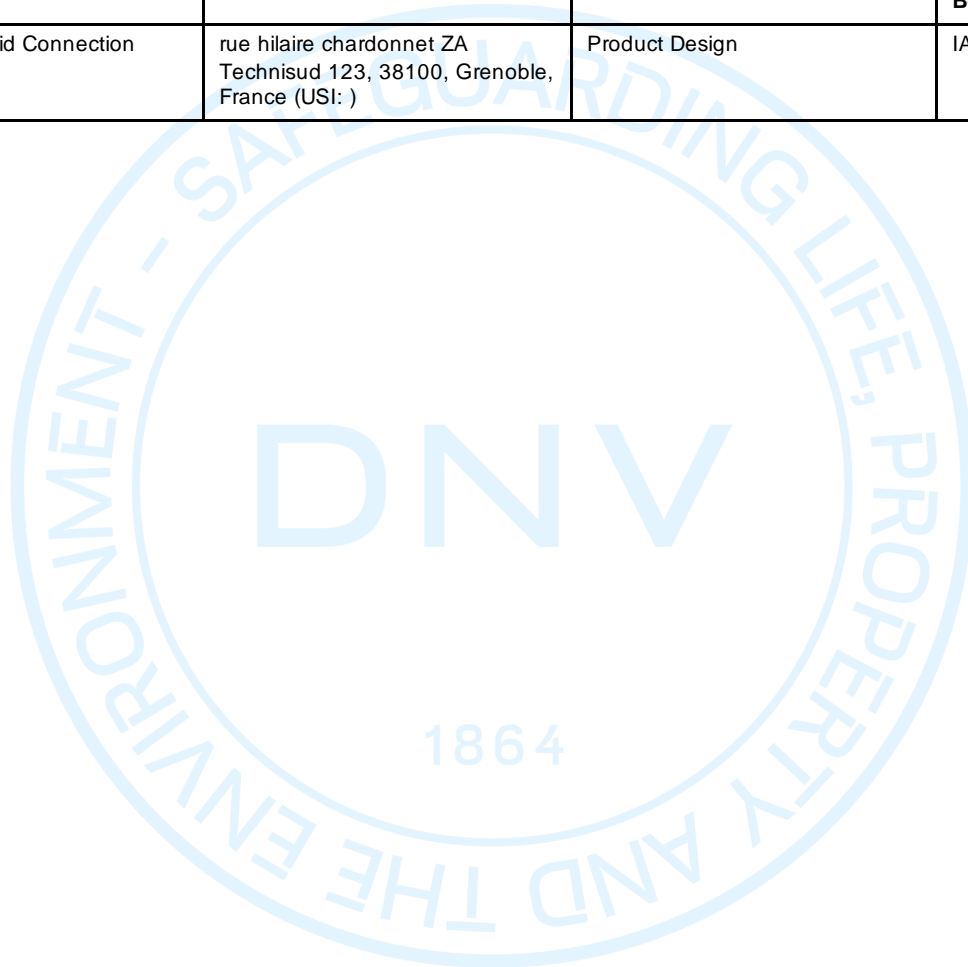 B
id Connection
rue hilaire chardonnet ZA
Technisud 123, 38100, Grenoble,
France (USI: )
Product Design
IA
SAFEGUARDING LIFE, PROPERTY AND THE ENVIRONMENT -
DNV
1864